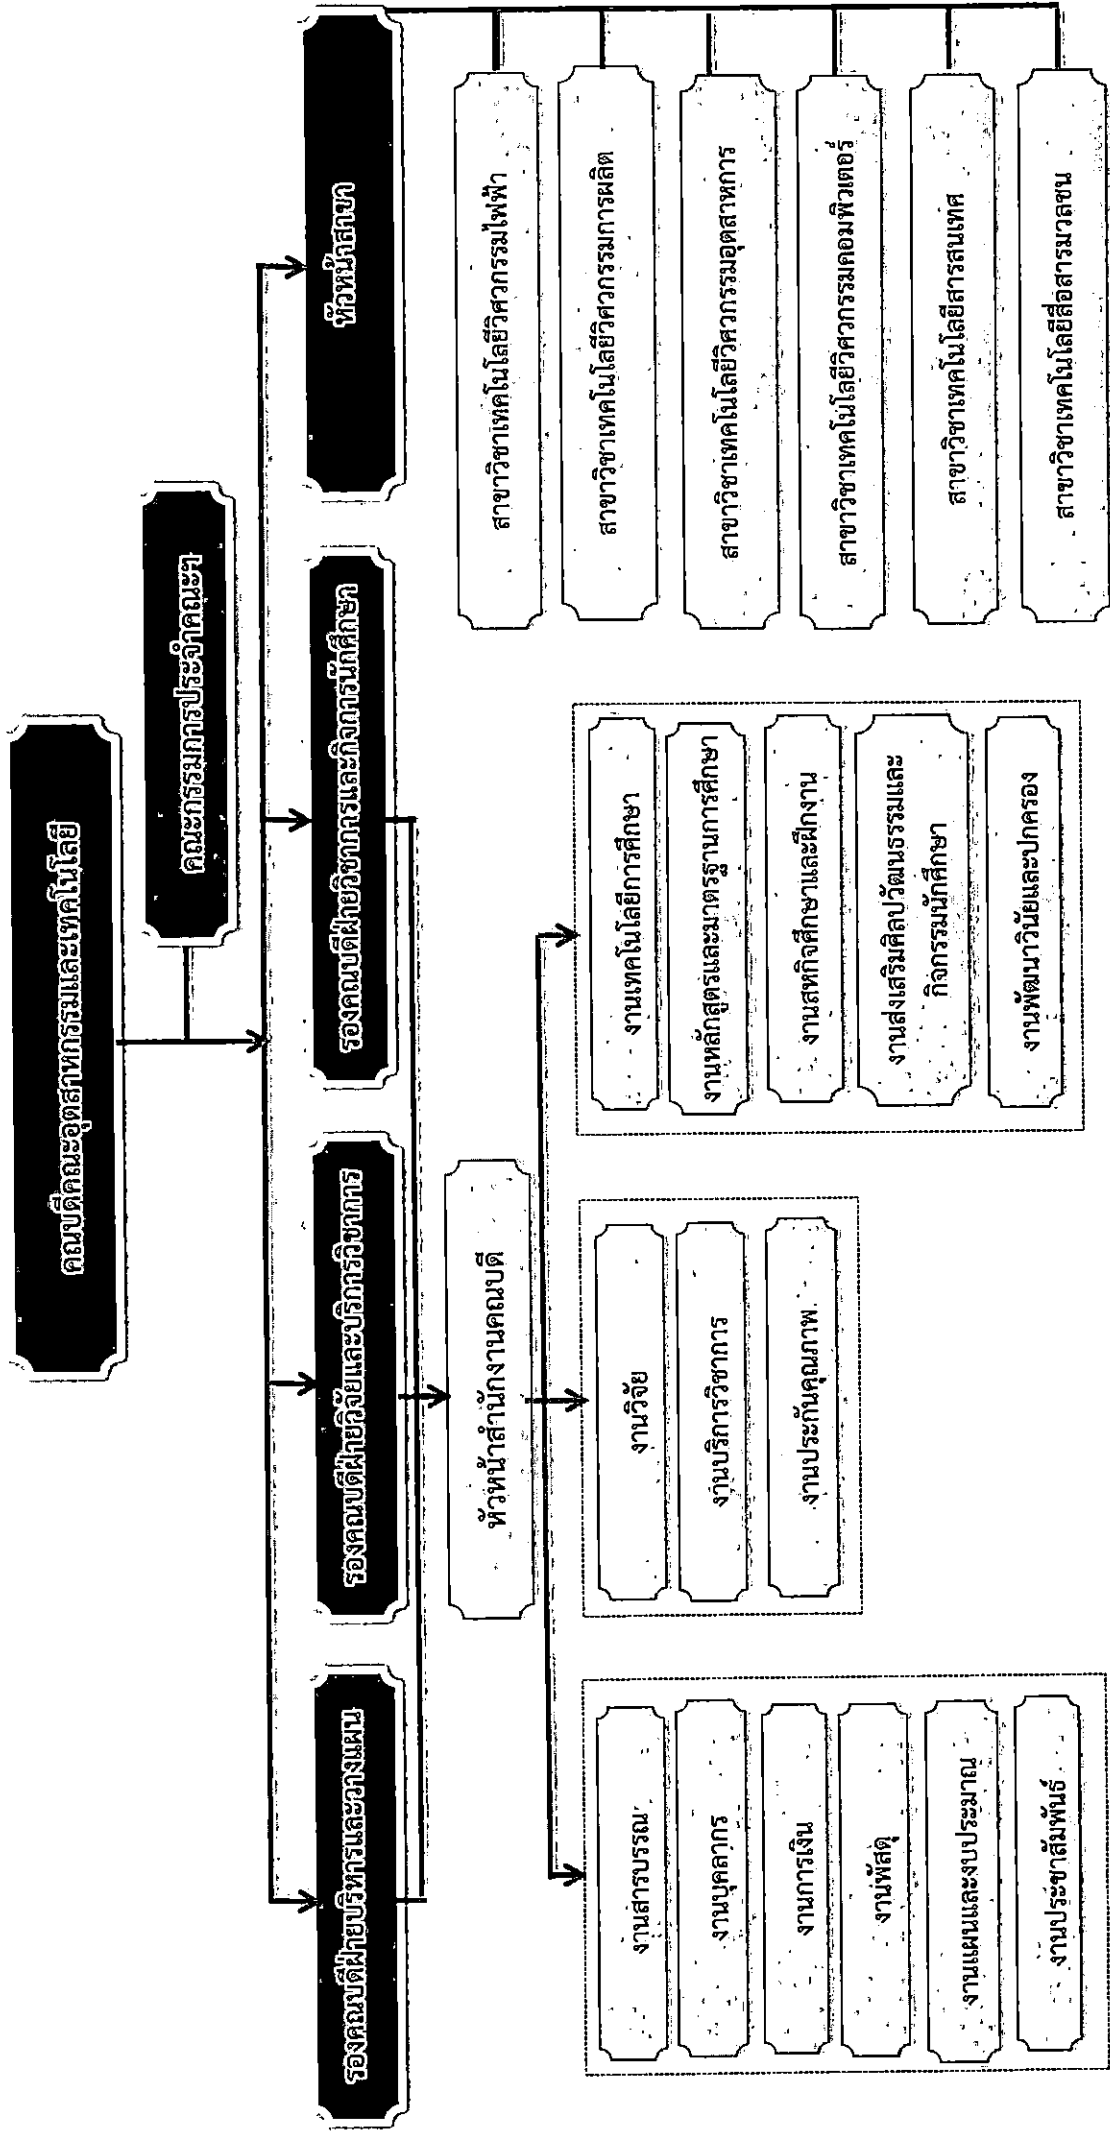 คณบดีคณะอุตสาหกรรมและเทคโนโลยี
คณะกรรมการประจำคณะฯ
รองคณบดีฝ่ายบริหารและวางแผน
รองคณบดีฝ่ายวิจัยและบริการวิชาการ
รองคณบดีฝ่ายวิชาการและกิจการนักศึกษา
หัวหน้าสาขา
หัวหน้าสำนักงานคณบดี
งานสารบรรณ
งานบุคลากร
งานการเงิน
งานพัสดุ
งานแผนและงบประมาณ
งานประชาสัมพันธ์
งานวิจัย
งานบริการวิชาการ
งานประกันคุณภาพ
งานเทคโนโลยีการศึกษา
งานหลักสูตรและมาตรฐานการศึกษา
งานสหกิจศึกษาและฝึกงาน
งานส่งเสริมศิลปวัฒนธรรมและ
กิจกรรมนักศึกษา
งานพัฒนาวินัยและปกครอง
สาขาวิชาเทคโนโลยีวิศวกรรมไฟฟ้า
สาขาวิชาเทคโนโลยีวิศวกรรมการผลิต
สาขาวิชาเทคโนโลยีวิศวกรรมอุตสาหการ
สาขาวิชาเทคโนโลยีวิศวกรรมคอมพิวเตอร์
สาขาวิชาเทคโนโลยีสารสนเทศ
สาขาวิชาเทคโนโลยีสื่อสารมวลชน